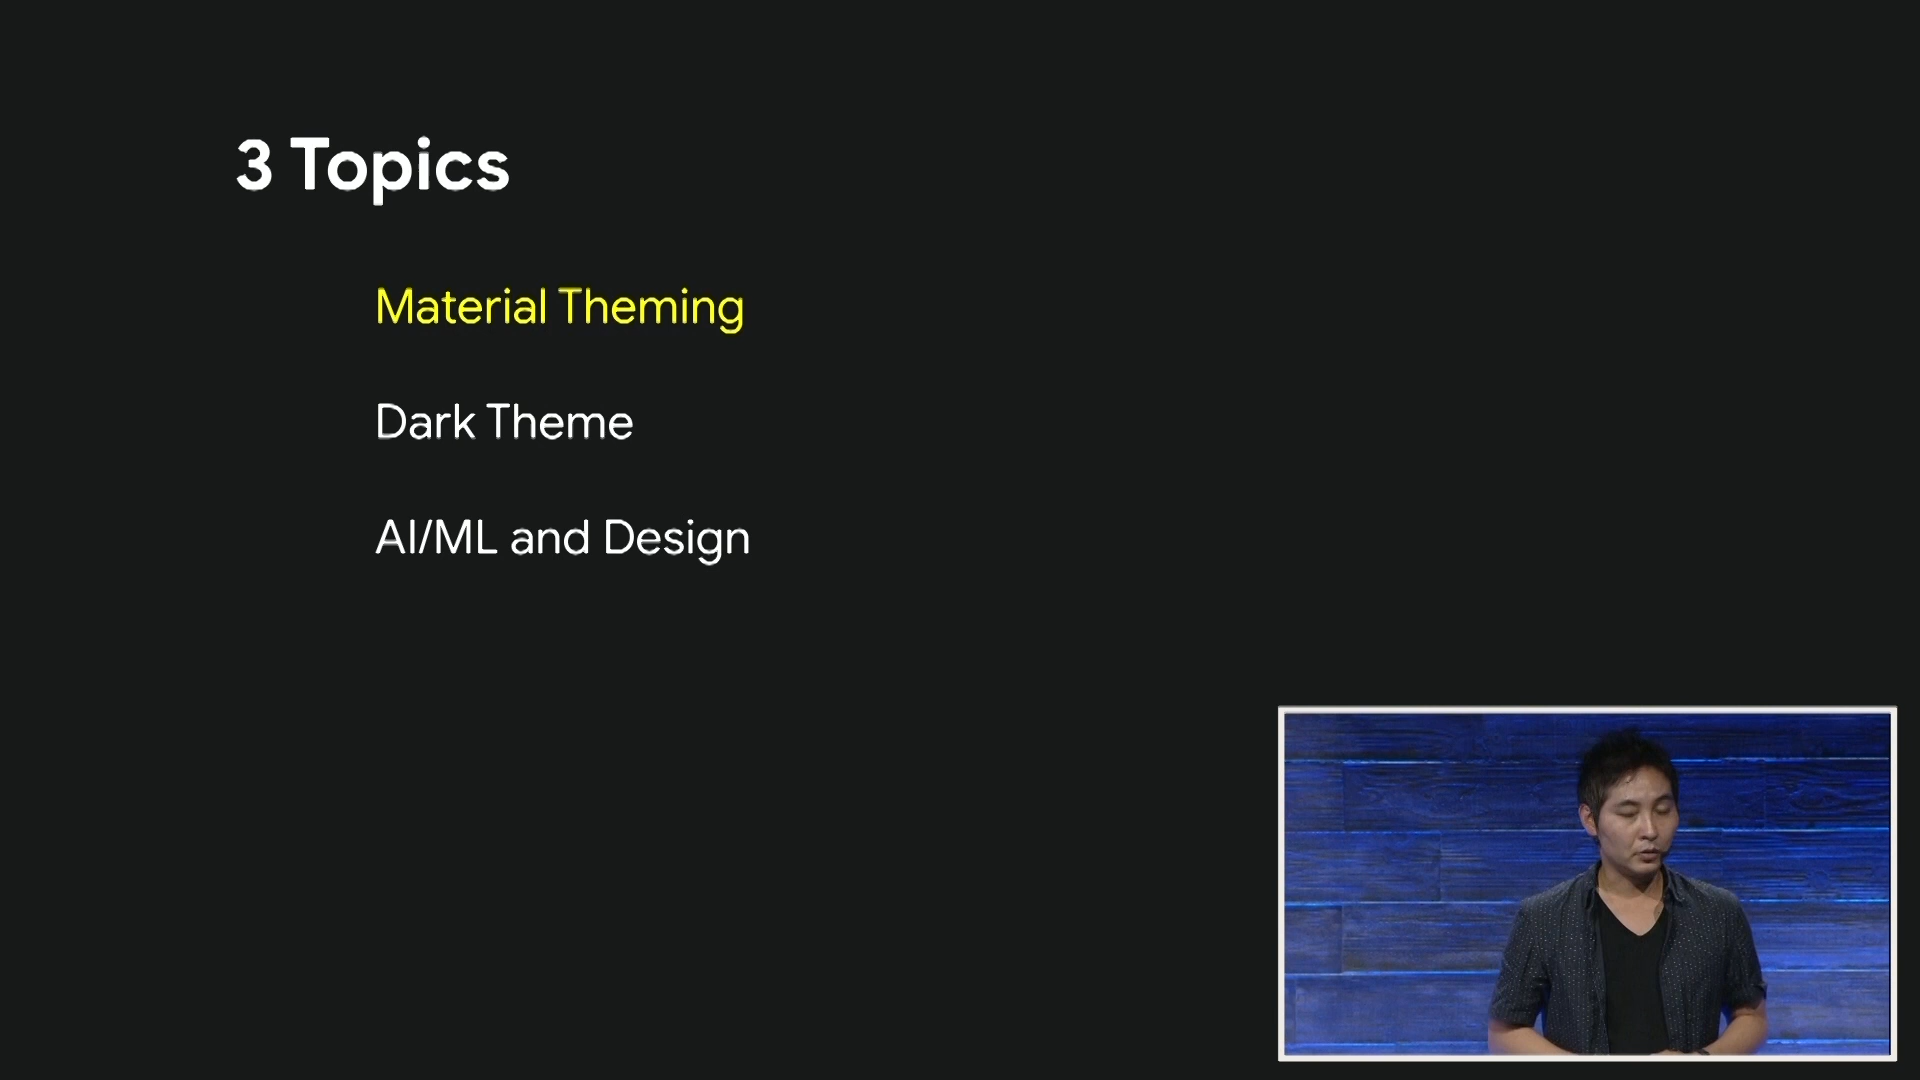 3 Topics
Material Theming
Dark Theme
AI/ML and Design